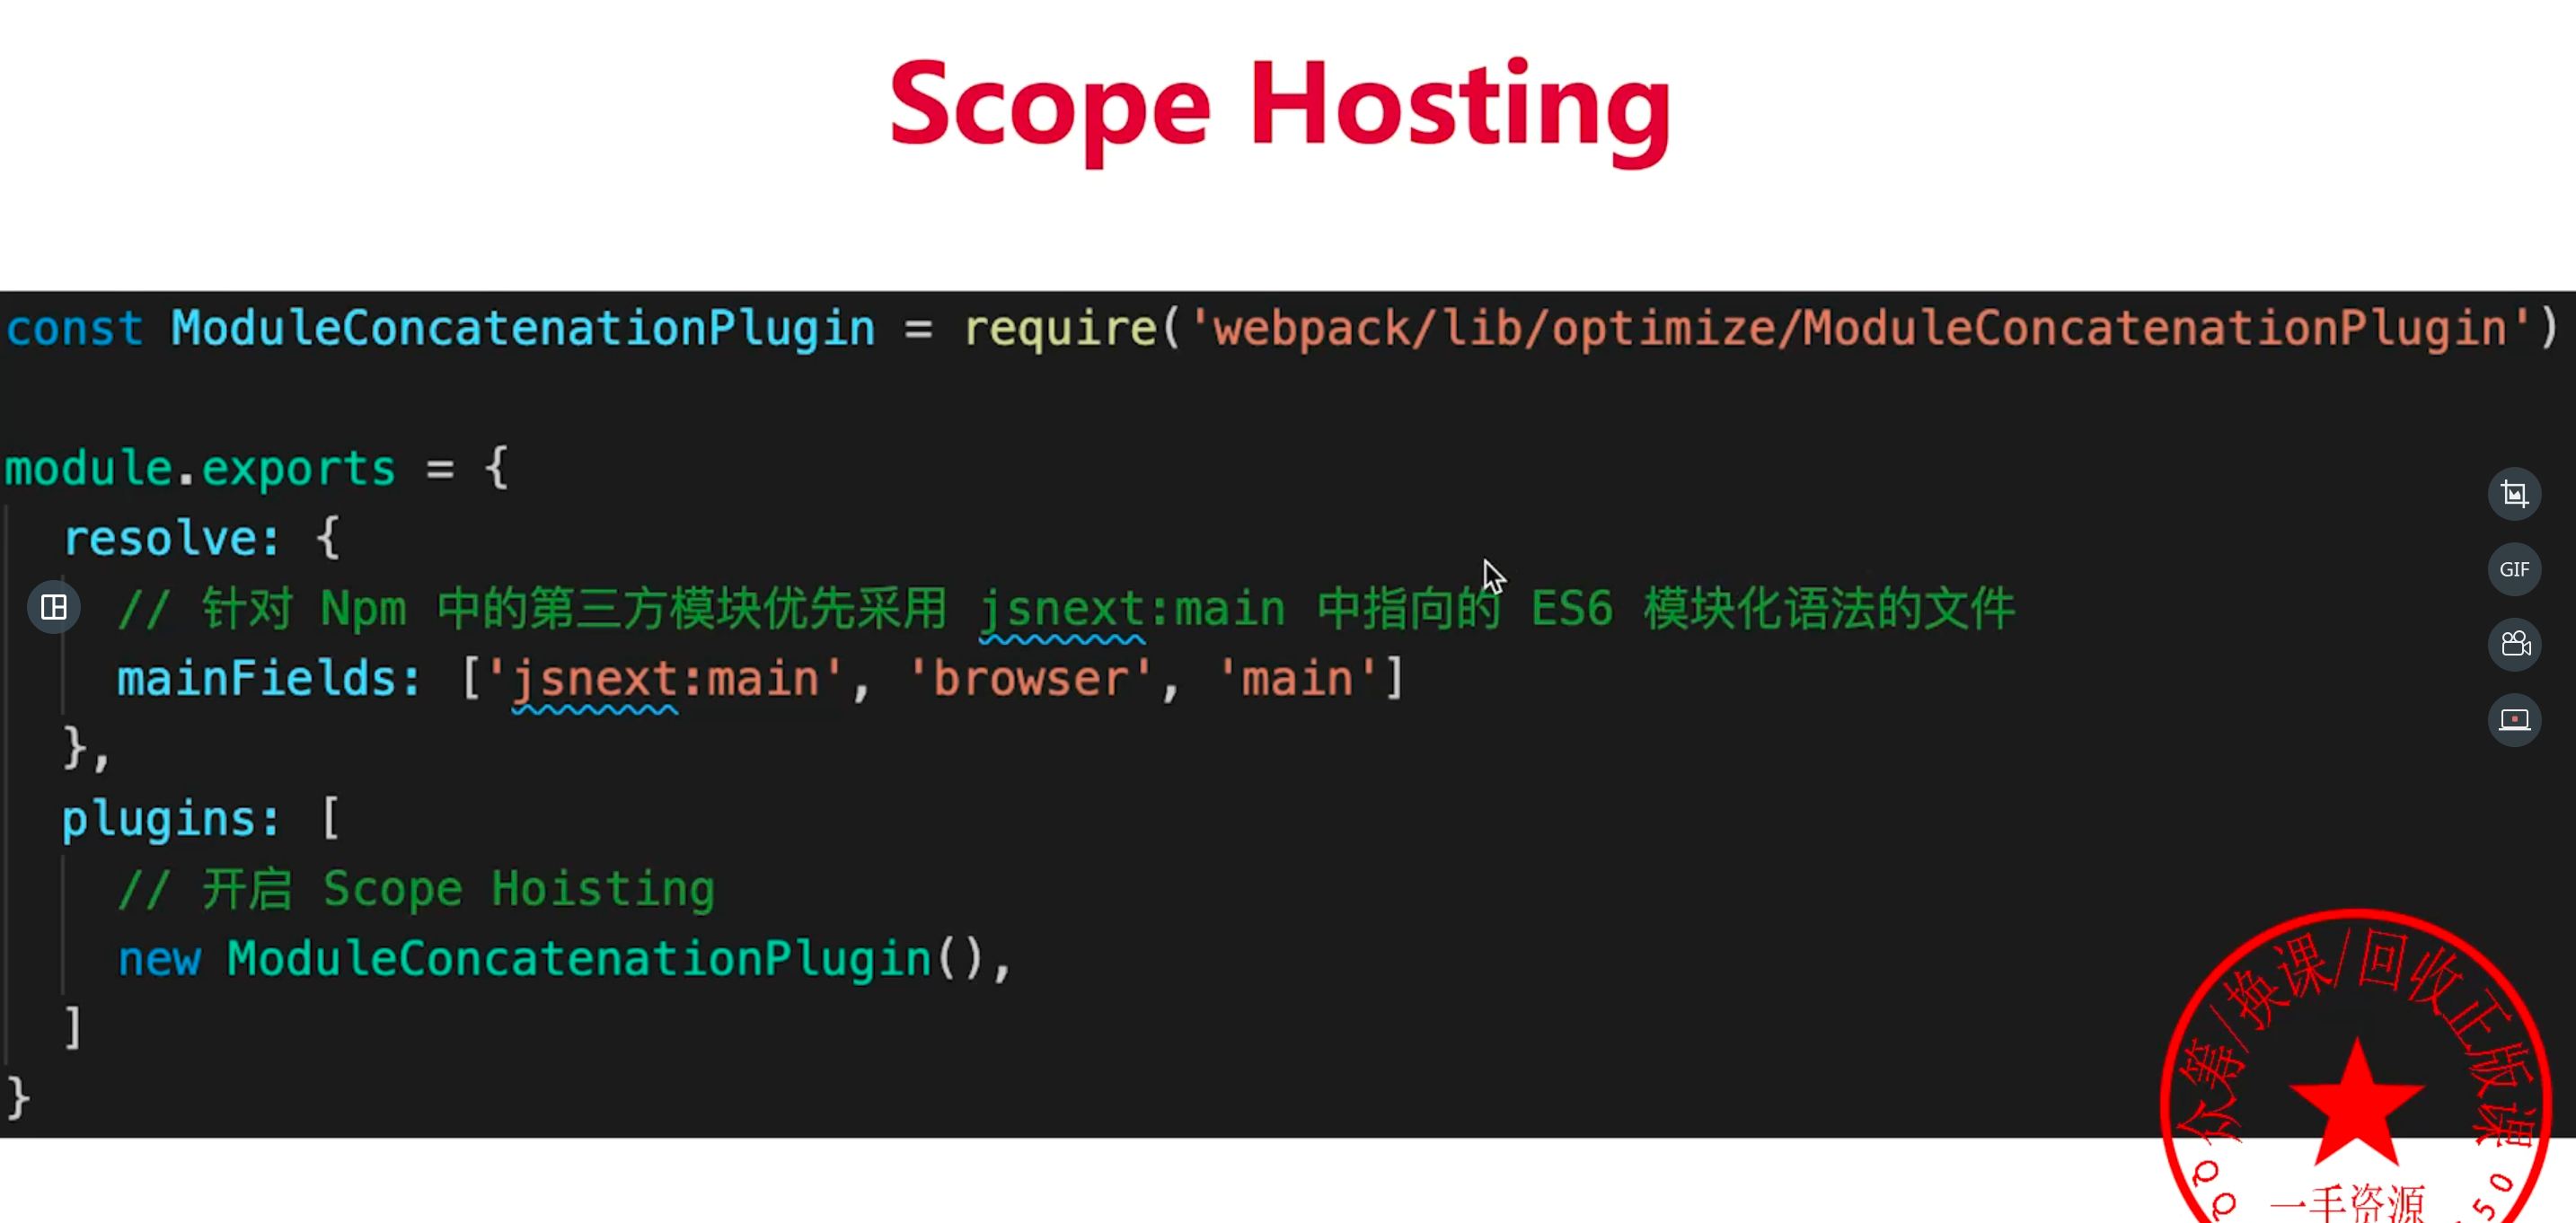 Scope Hosting
const ModuleConcatenationPlugin = require('webpack/lib/optimize/ModuleConcatenationPlugin')
module.exports = {
resolve: {
// 针对 Npm 中的第三方模块优先采用 jsnext:main 中指向的 ES6 模块化语法的文件
mainFields: ['jsnext:main', 'browser', 'main']
},
plugins: [
// 开启 Scope Hoisting
new ModuleConcatenationPlugin(),
]
}
GIF
众筹/换课/回收正版课
一手资源